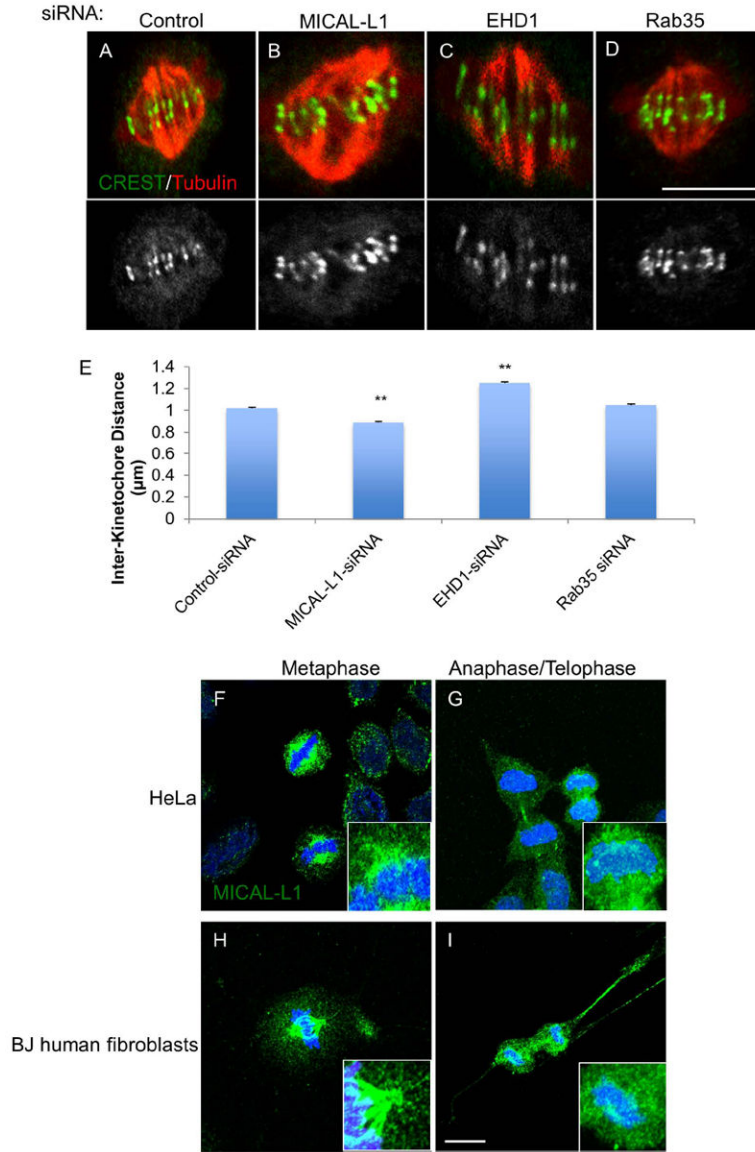 siRNA: Control MICAL-L1 EHD1 Rab35
A B C D
CREST/Tubulin
E
Inter-Kinetochore Distance
(µm)
1.4
1.2
1
0.8
0.6
0.4
0.2
0
** **
Control-siRNA
MICAL-L1-siRNA
EHD1-siRNA
Rab35 siRNA
Metaphase Anaphase/Telophase
F G
HeLa
MICAL-L1
H I
BJ human fibroblasts